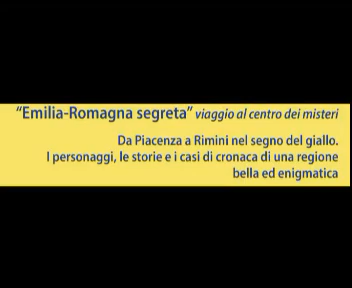 “Emilia-Romagna segreta” viaggio al centro dei misteri
Da Piacenza a Rimini nel segno del giallo.
I personaggi, le storie e i casi di cronaca di una regione
bella ed enigmatica